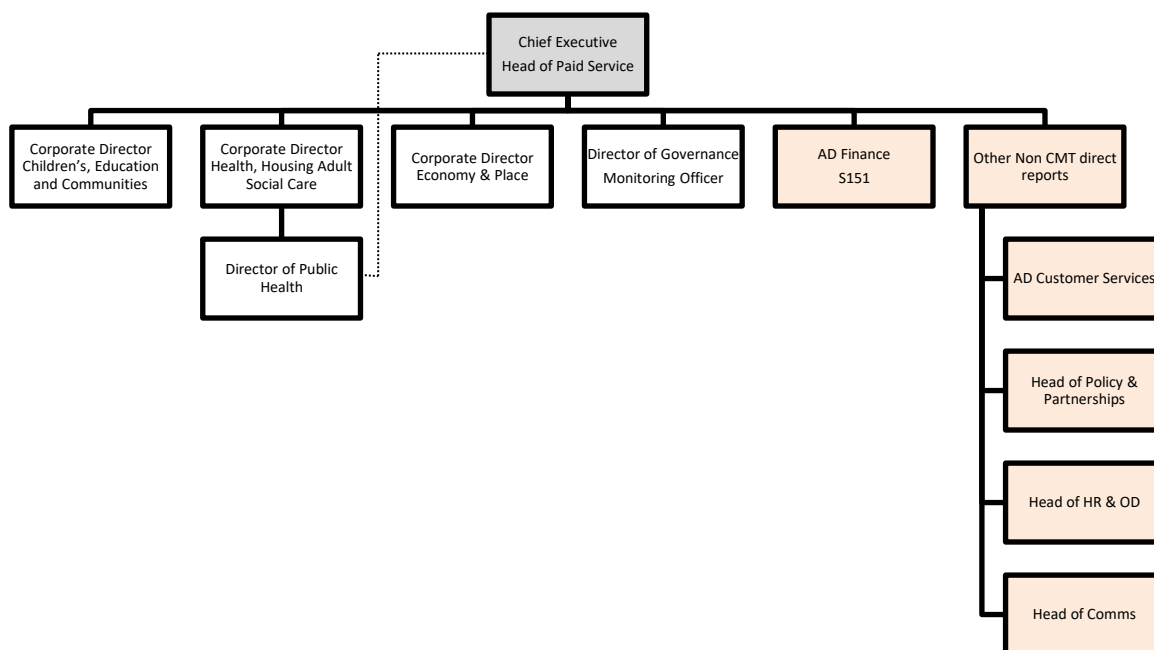 Chief Executive
Head of Paid Service
Corporate Director
Children's, Education
and Communities
Corporate Director
Health, Housing Adult
Social Care
Corporate Director
Economy & Place
Director of Governance
Monitoring Officer
AD Finance
S151
Other Non CMT direct
reports
Director of Public
Health
AD Customer Services
Head of Policy &
Partnerships
Head of HR & OD
Head of Comms